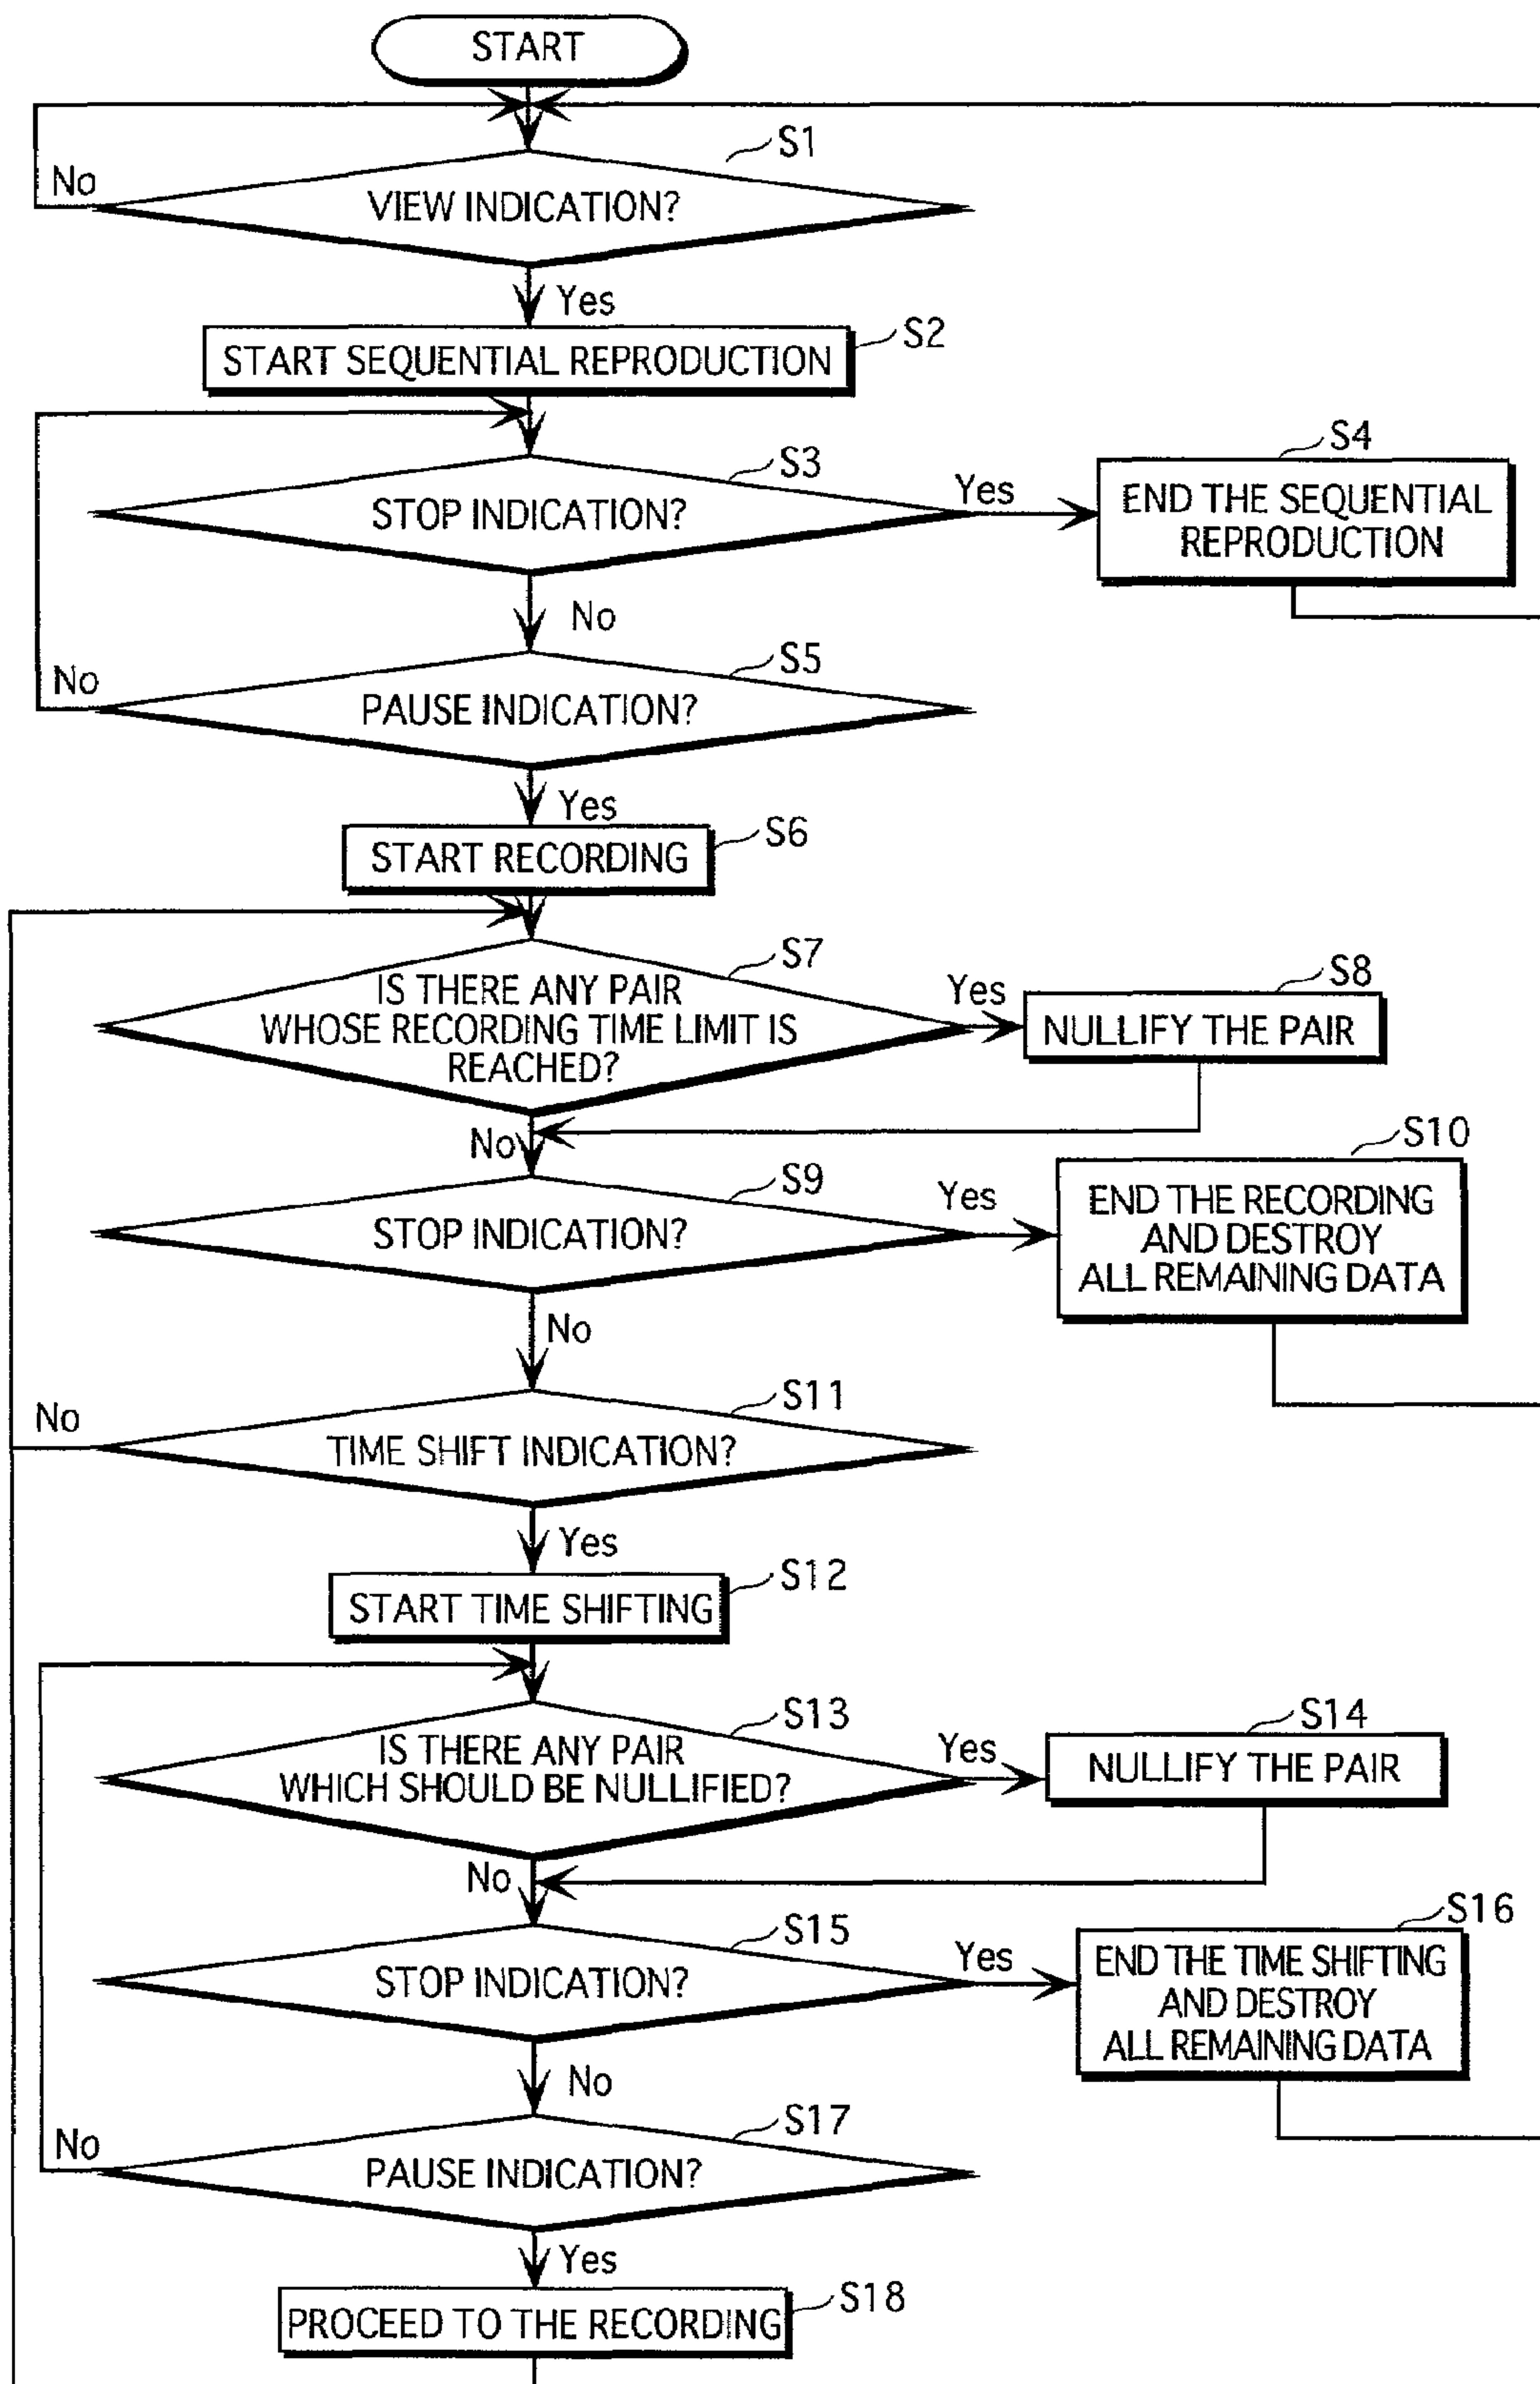 START
S1
No
VIEW INDICATION?
Yes
S2
START SEQUENTIAL REPRODUCTION
S3
S4
STOP INDICATION?
Yes
END THE SEQUENTIAL
REPRODUCTION
No
S5
No
PAUSE INDICATION?
Yes
S6
START RECORDING
S7
IS THERE ANY PAIR
WHOSE RECORDING TIME LIMIT IS
REACHED?
Yes
S8
NULLIFY THE PAIR
No
S9
STOP INDICATION?
Yes
S10
END THE RECORDING
AND DESTROY
ALL REMAINING DATA
No
S11
No
TIME SHIFT INDICATION?
Yes
S12
START TIME SHIFTING
S13
IS THERE ANY PAIR
WHICH SHOULD BE NULLIFIED?
Yes
S14
NULLIFY THE PAIR
No
S15
STOP INDICATION?
Yes
S16
END THE TIME SHIFTING
AND DESTROY
ALL REMAINING DATA
No
S17
No
PAUSE INDICATION?
Yes
S18
PROCEED TO THE RECORDING